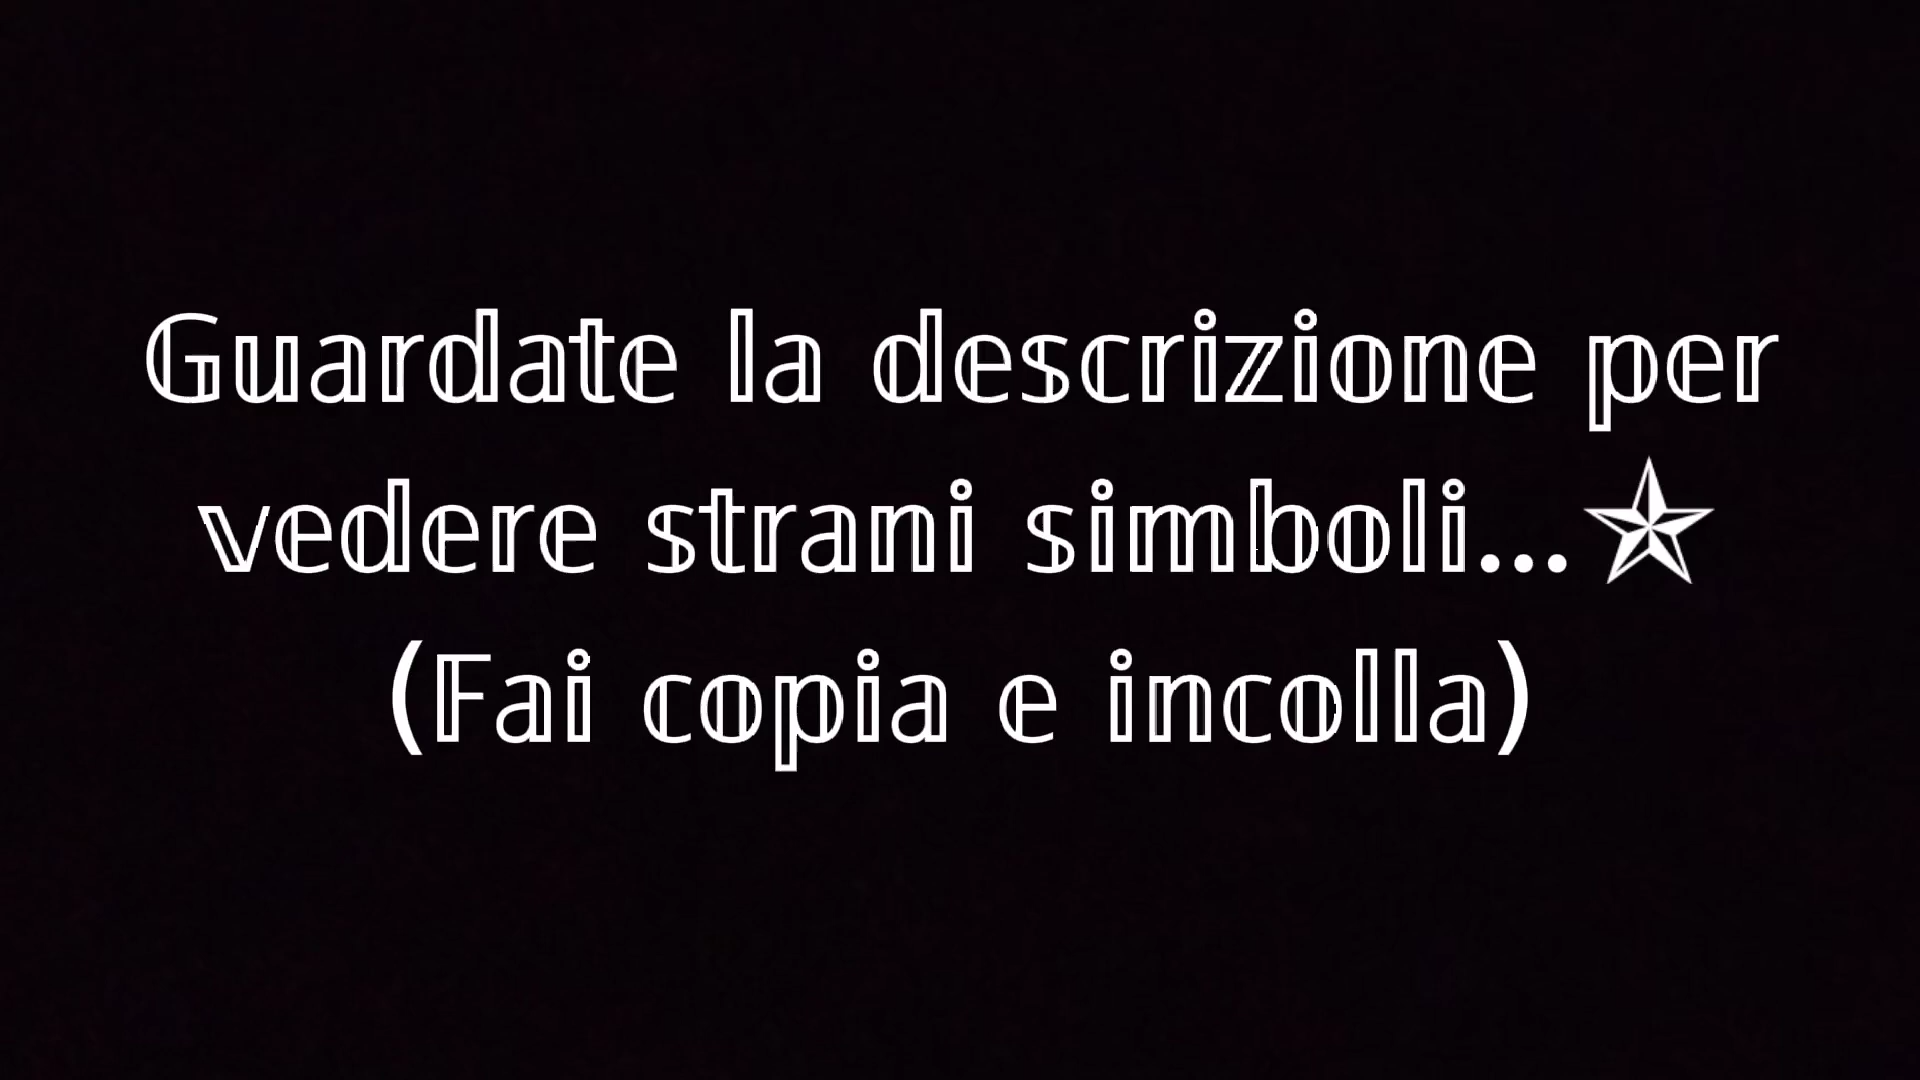 Guardate la descrizione per
vedere strani simboli...✯
(Fai copia e incolla)